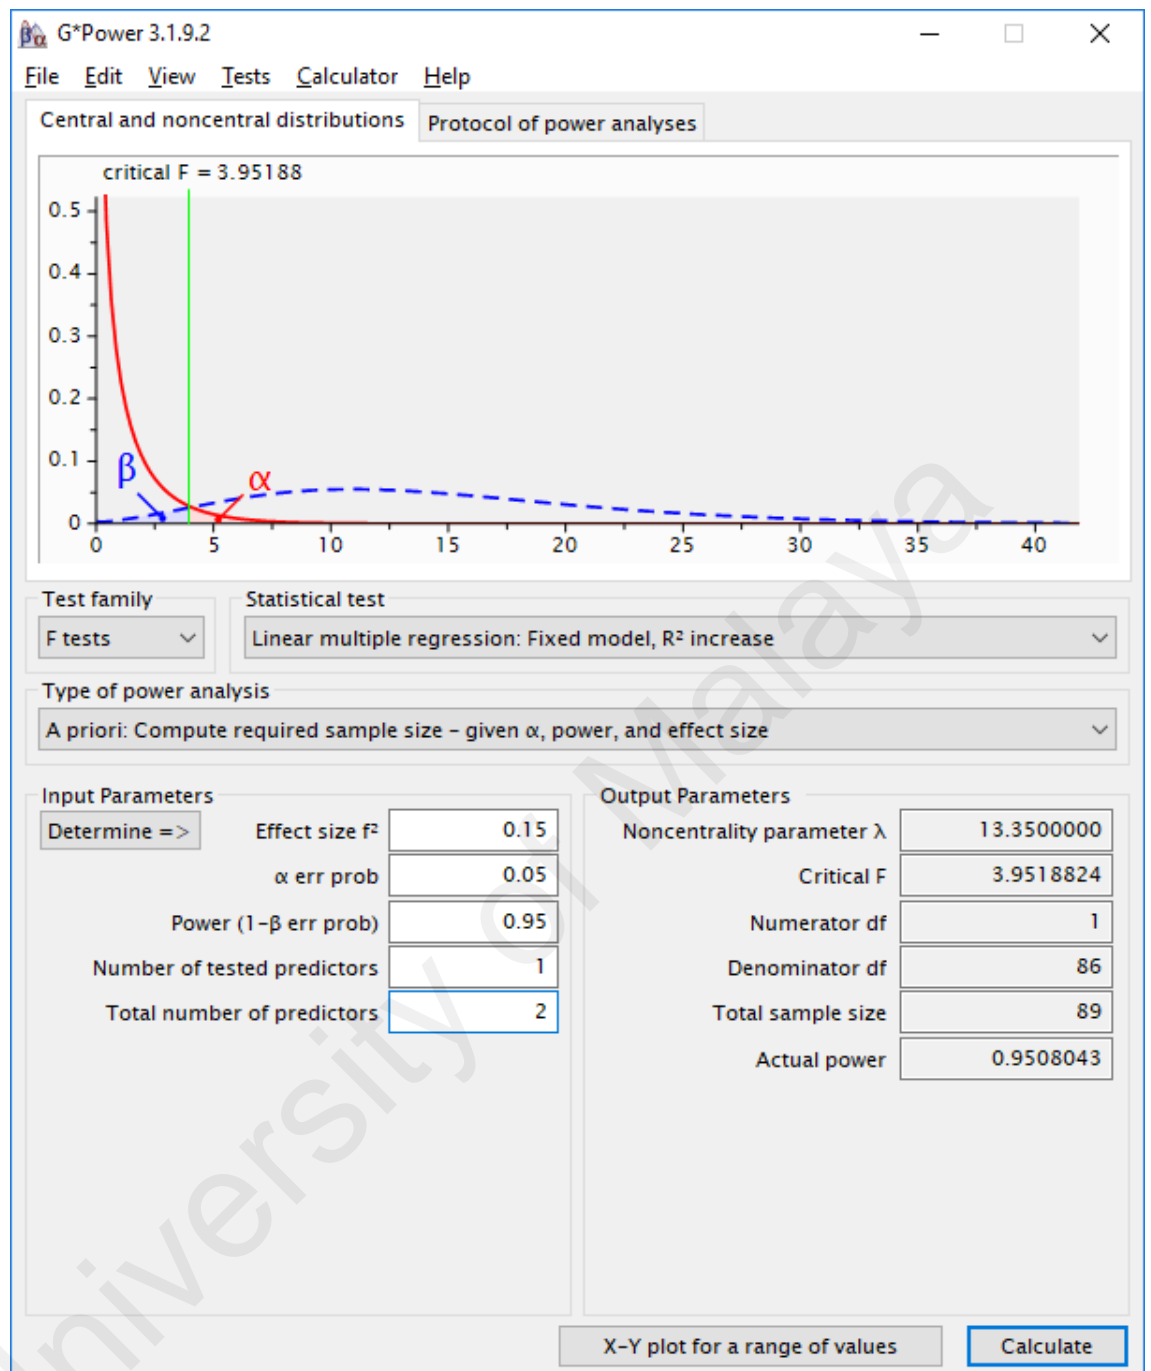 G*Power 3.1.9.2
File Edit View Tests Calculator Help
Central and noncentral distributions Protocol of power analyses
critical F = 3.95188
0.5
0.4
0.3
0.2
0.1
0
β α
0 5 10 15 20 25 30 35 40
Test family Statistical test
F tests Linear multiple regression: Fixed model, R² increase
Type of power analysis
A priori: Compute required sample size – given α, power, and effect size
Input Parameters Output Parameters
Determine => Effect size f² 0.15 Noncentrality parameter λ 13.3500000
α err prob 0.05 Critical F 3.9518824
Power (1–β err prob) 0.95 Numerator df 1
Number of tested predictors 1 Denominator df 86
Total number of predictors 2 Total sample size 89
Actual power 0.9508043
X–Y plot for a range of values Calculate
niversity of Malaya